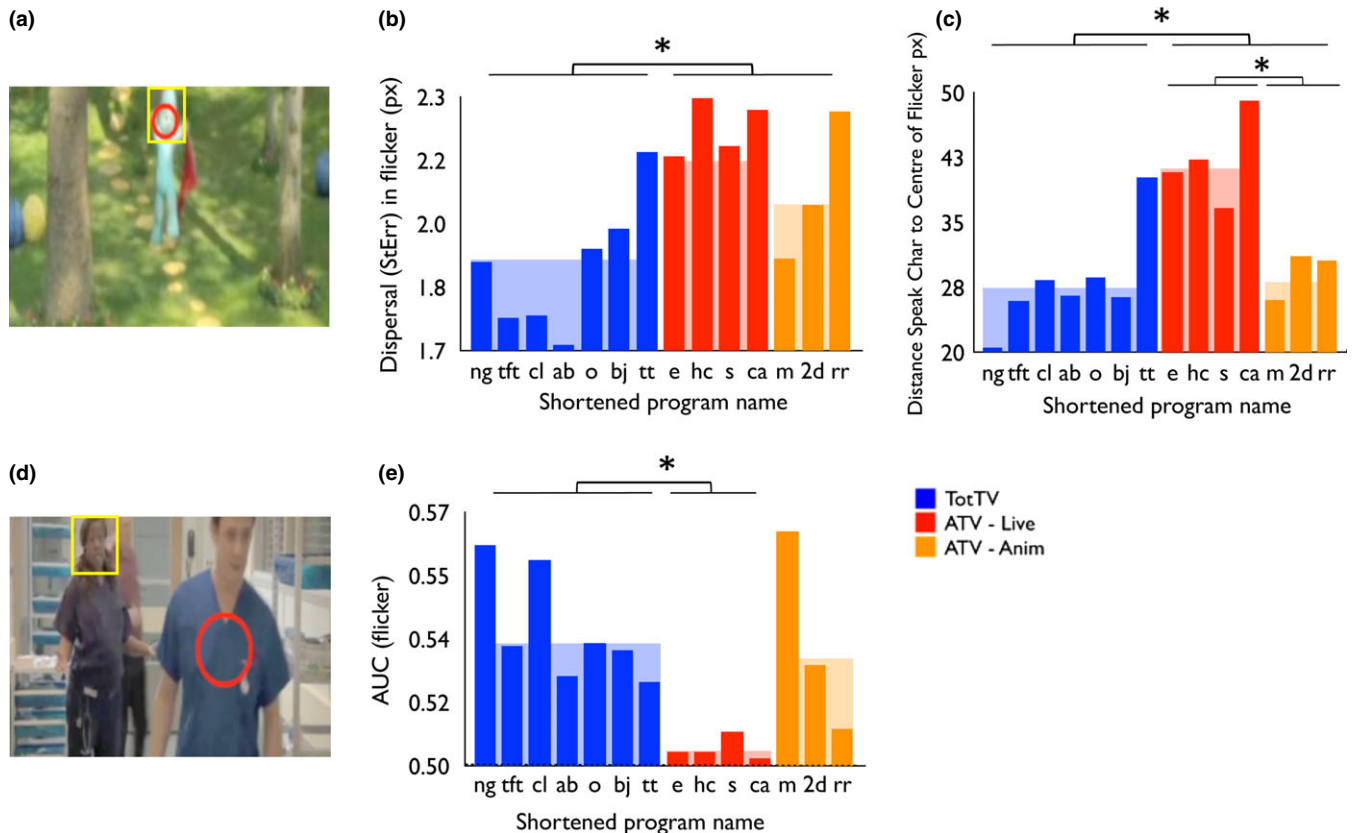 (a)
(b)
*
Dispersal (StErr) in flicker (px)
2.3
2.2
2.0
1.8
1.7
ng tft cl ab o bj tt e hc s ca m 2d rr
Shortened program name
(c)
*
*
Distance Speak Char to Centre of Flicker px)
50
43
35
28
20
ng tft cl ab o bj tt e hc s ca m 2d rr
Shortened program name
(d)
(e)
*
AUC (flicker)
0.57
0.55
0.54
0.52
0.50
ng tft cl ab o bj tt e hc s ca m 2d rr
Shortened program name
TotTV
ATV - Live
ATV - Anim